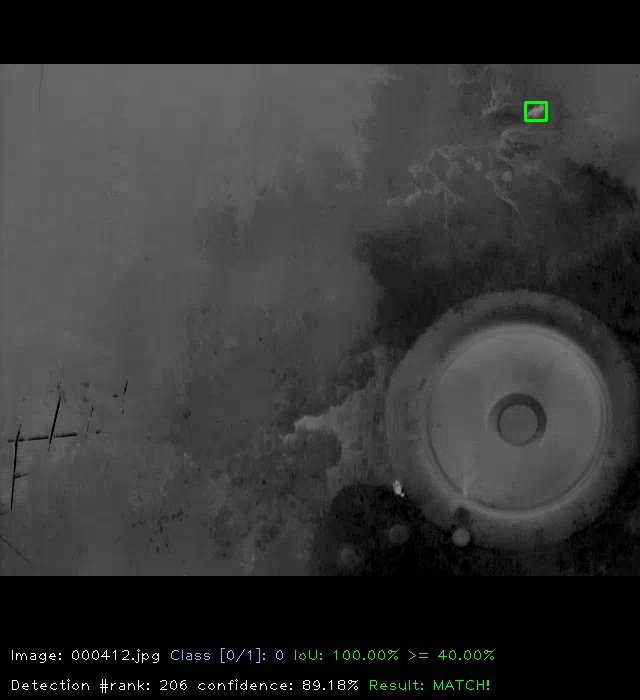 Image: 000412.jpg Class [0/1]: 0 IoU: 100.00% >= 40.00%
Detection #rank: 206 confidence: 89.18% Result: MATCH!